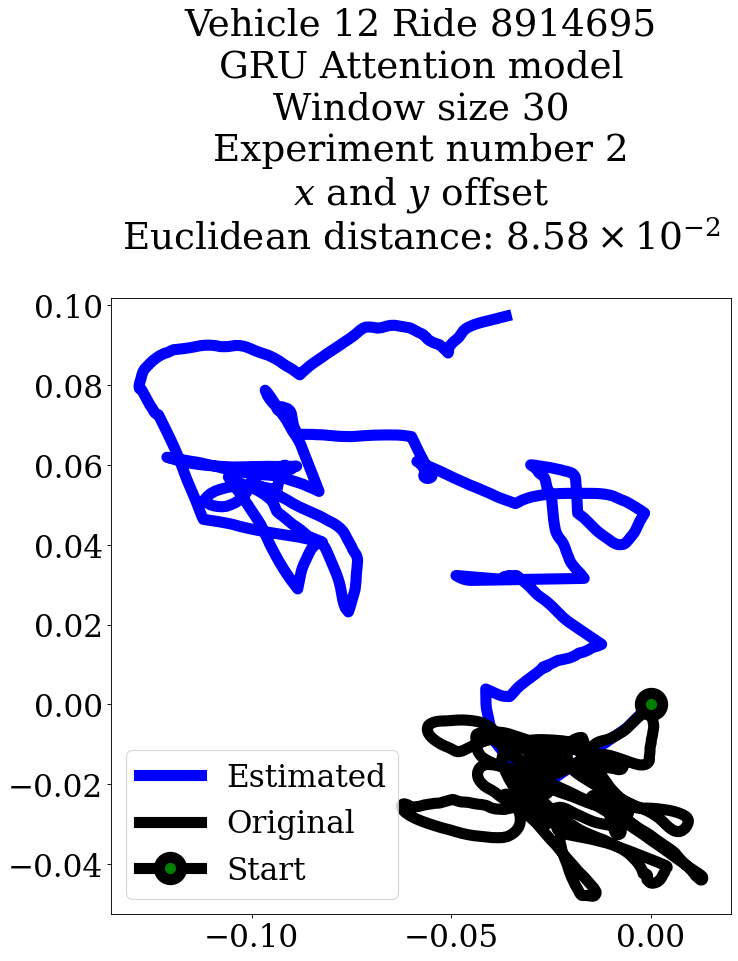 Vehicle 12 Ride 8914695
GRU Attention model
Window size 30
Experiment number 2
x and y offset
Euclidean distance: 8.58 × 10⁻²
0.10
0.08
0.06
0.04
0.02
0.00
−0.02
−0.04
Estimated
Original
Start
−0.10
−0.05
0.00